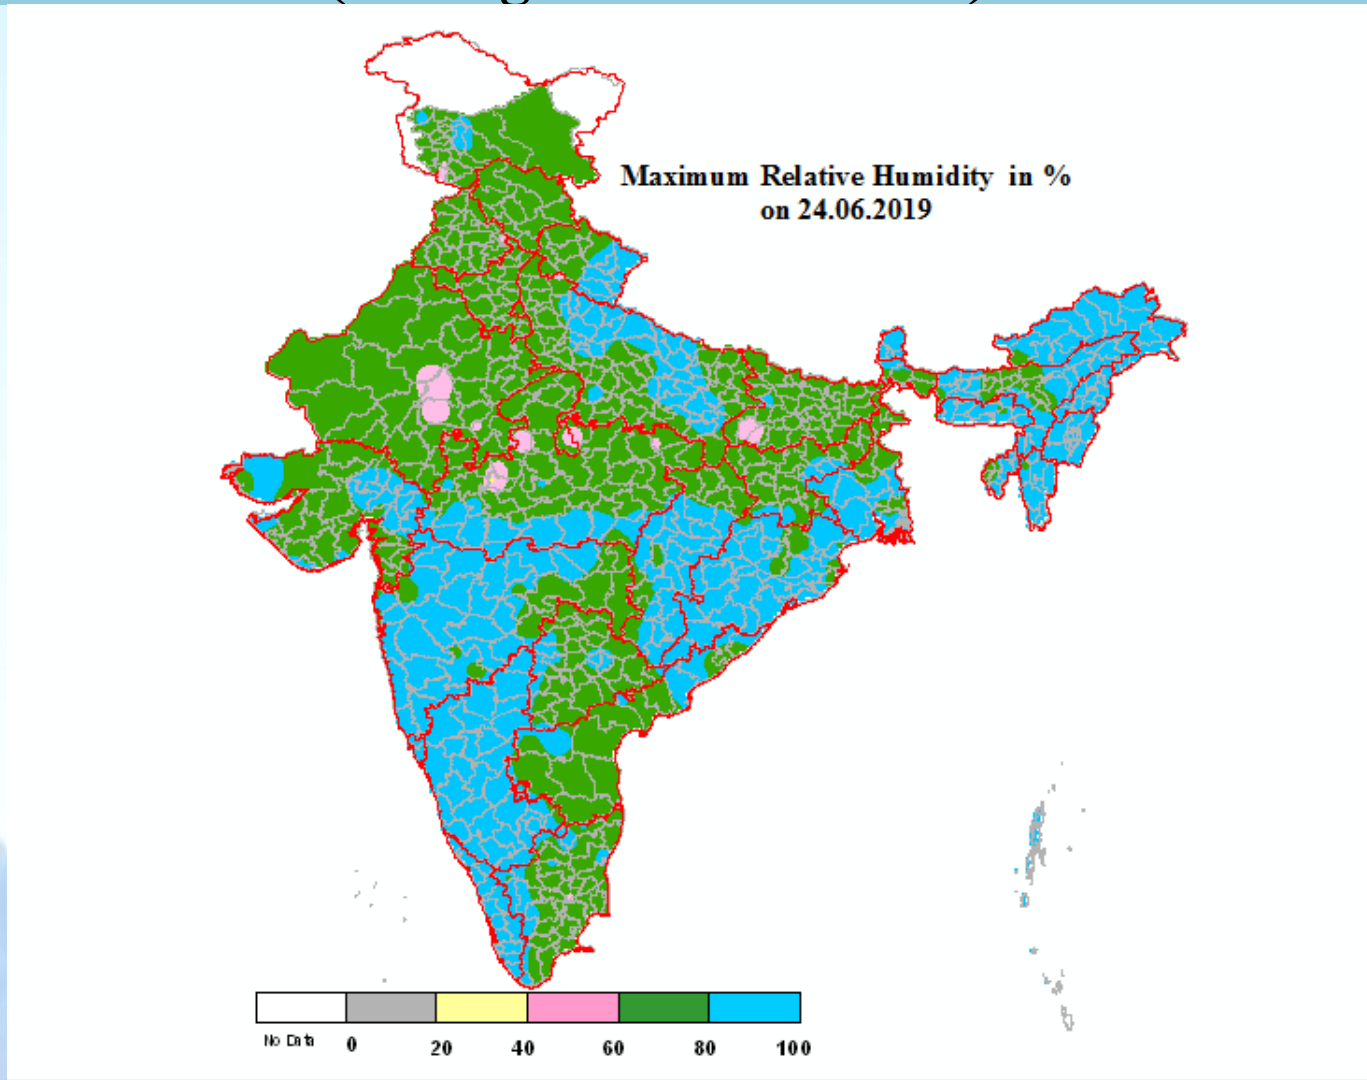 Maximum Relative Humidity in %
on 24.06.2019
No Data 0 20 40 60 80 100